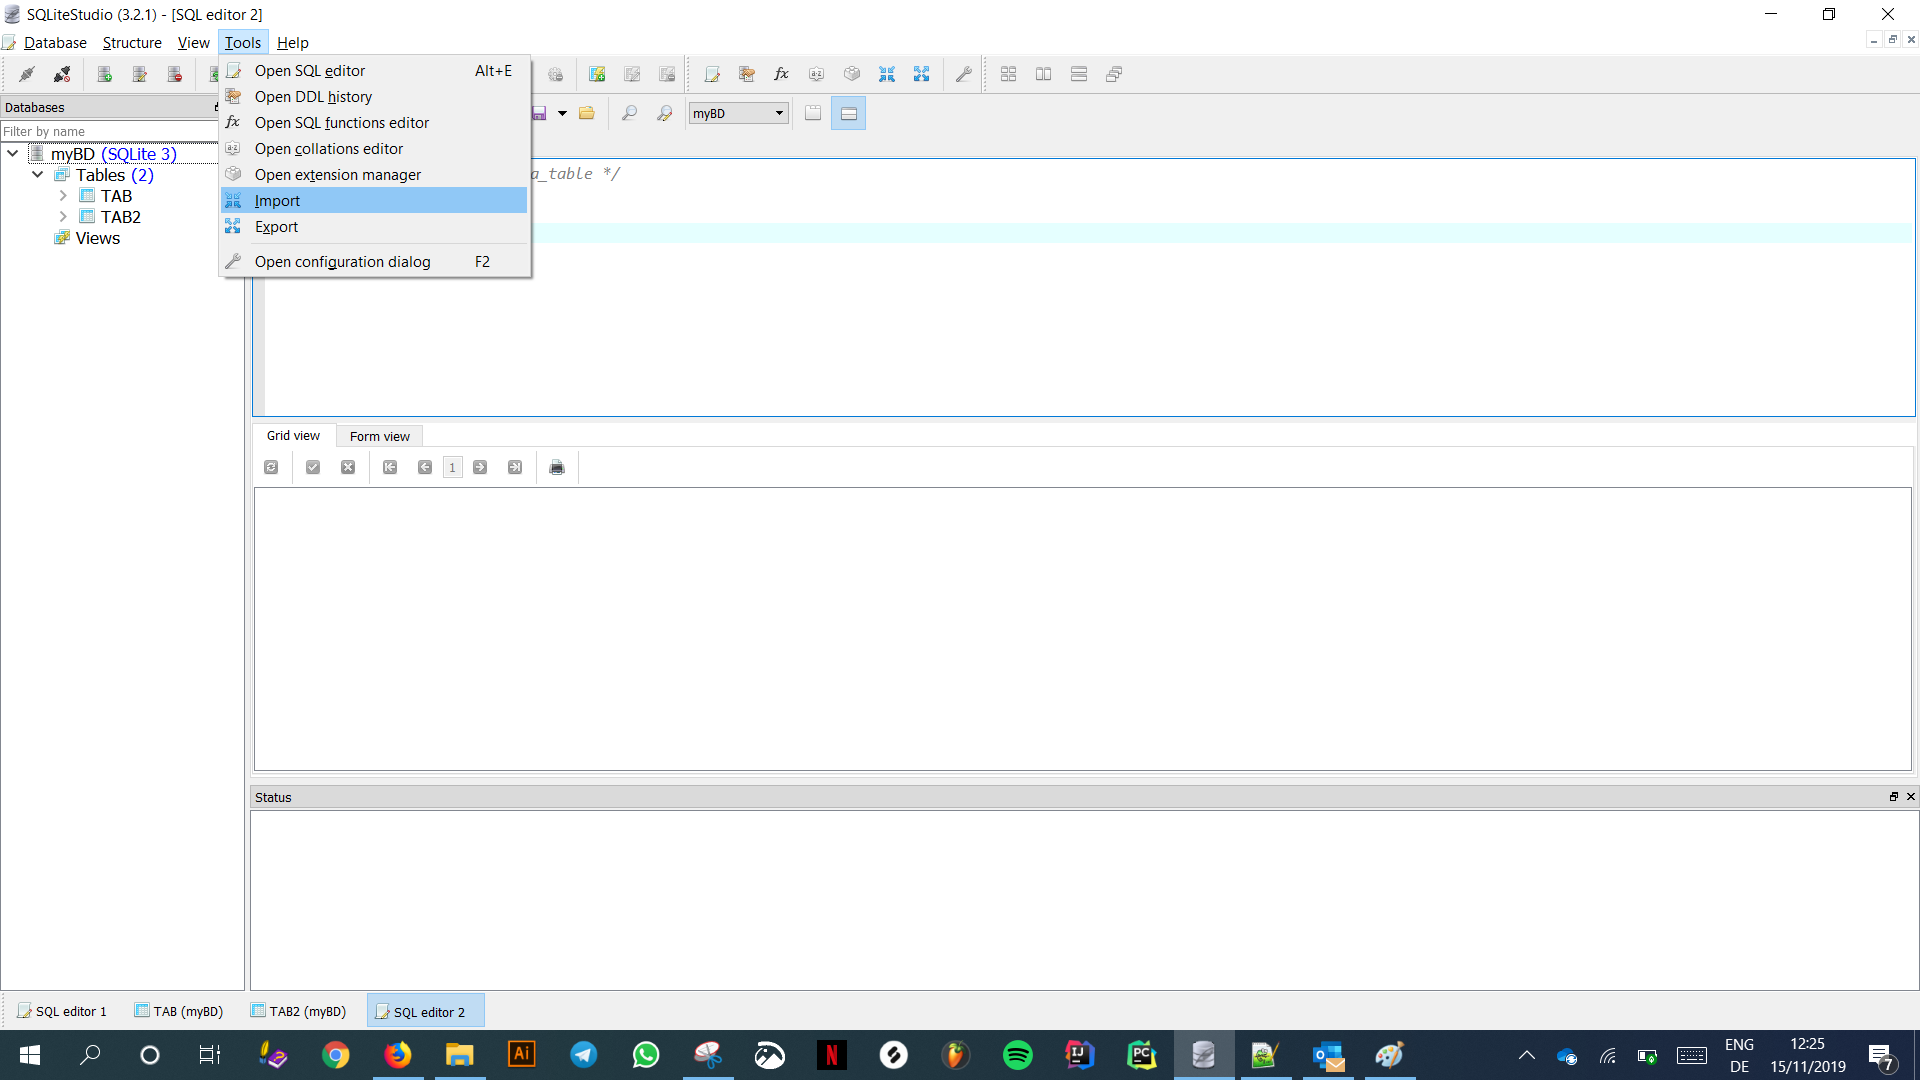 SQLiteStudio (3.2.1) - [SQL editor 2]
Database Structure View Tools Help
Open SQL editor Alt+E
Open DDL history
Open SQL functions editor
Open collations editor
Open extension manager
Import
Export
Open configuration dialog F2
Databases
Filter by name
myBD (SQLite 3)
Tables (2)
TAB
TAB2
Views
myBD
a_table */
Grid view Form view
1
Status
SQL editor 1 TAB (myBD) TAB2 (myBD) SQL editor 2
ENG
DE
12:25
15/11/2019
7